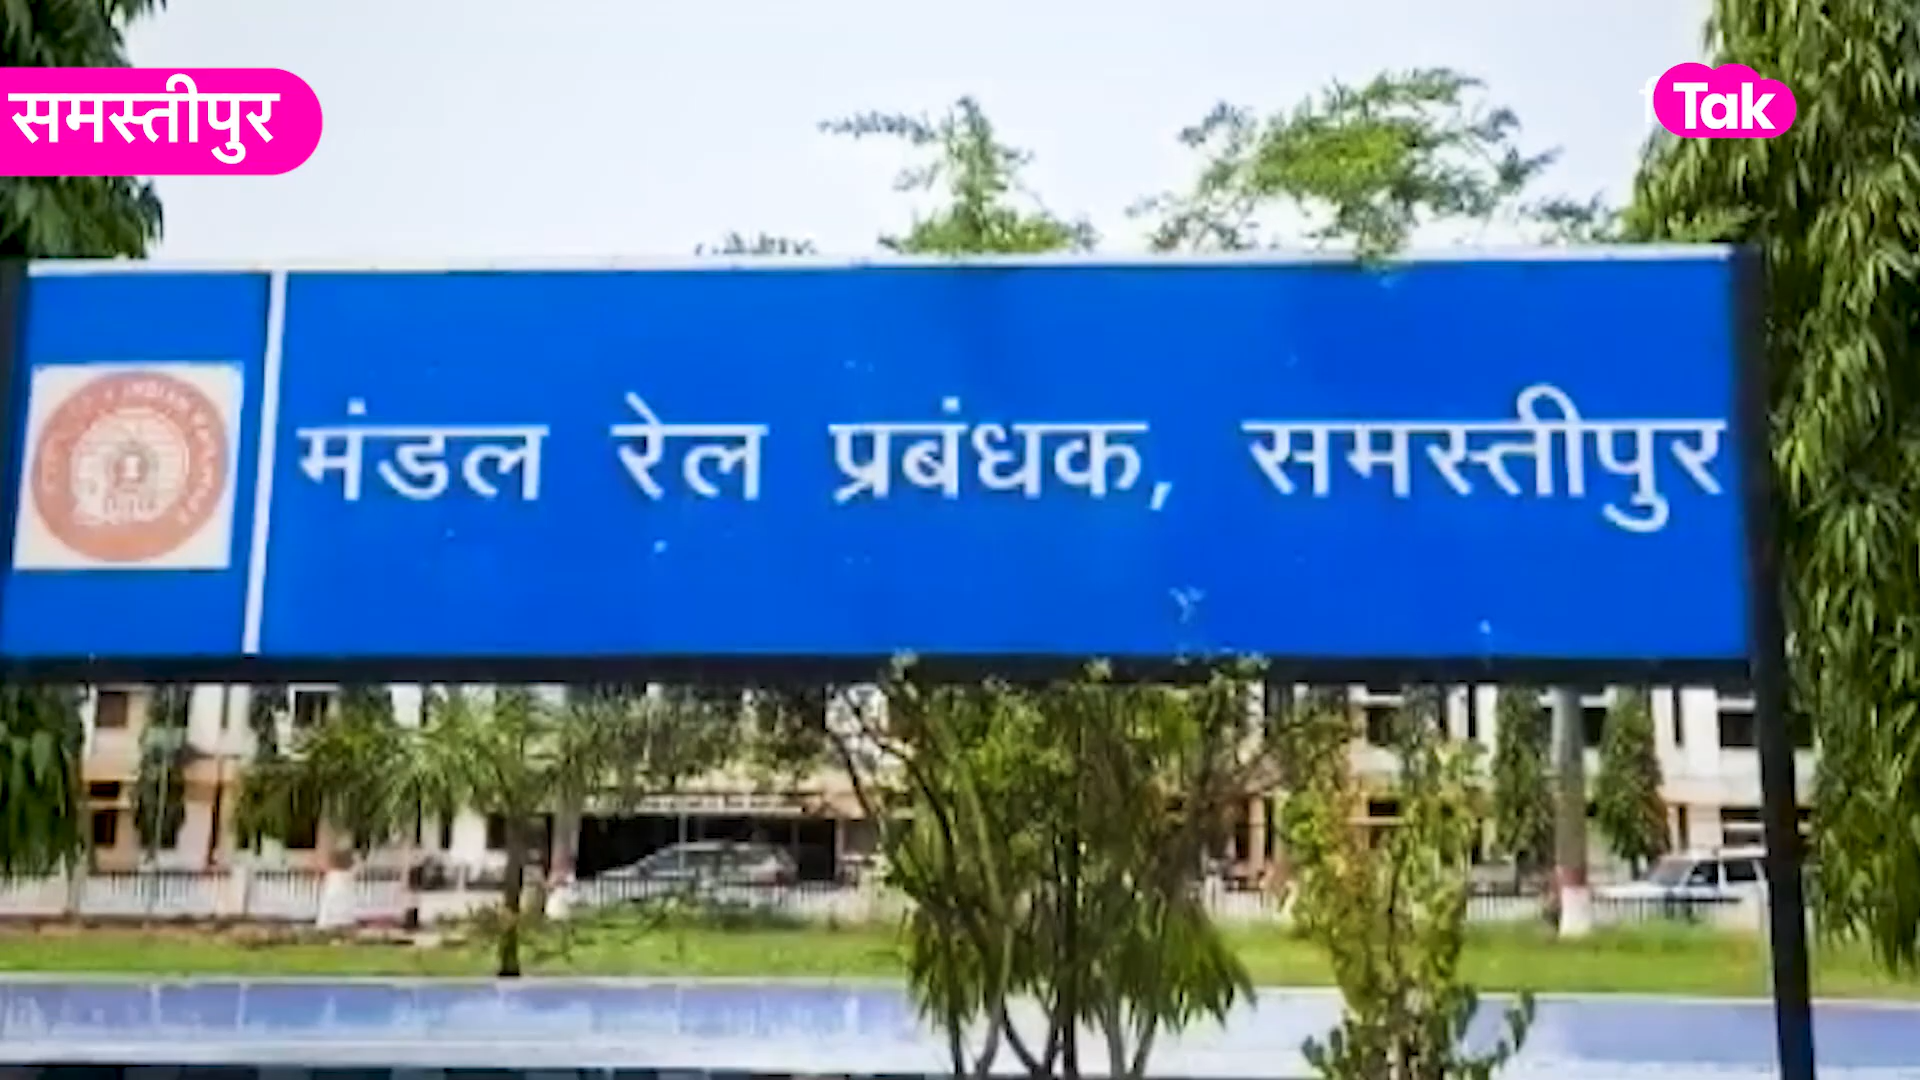 समस्तीपुर
Tak
मंडल रेल प्रबंधक, समस्तीपुर